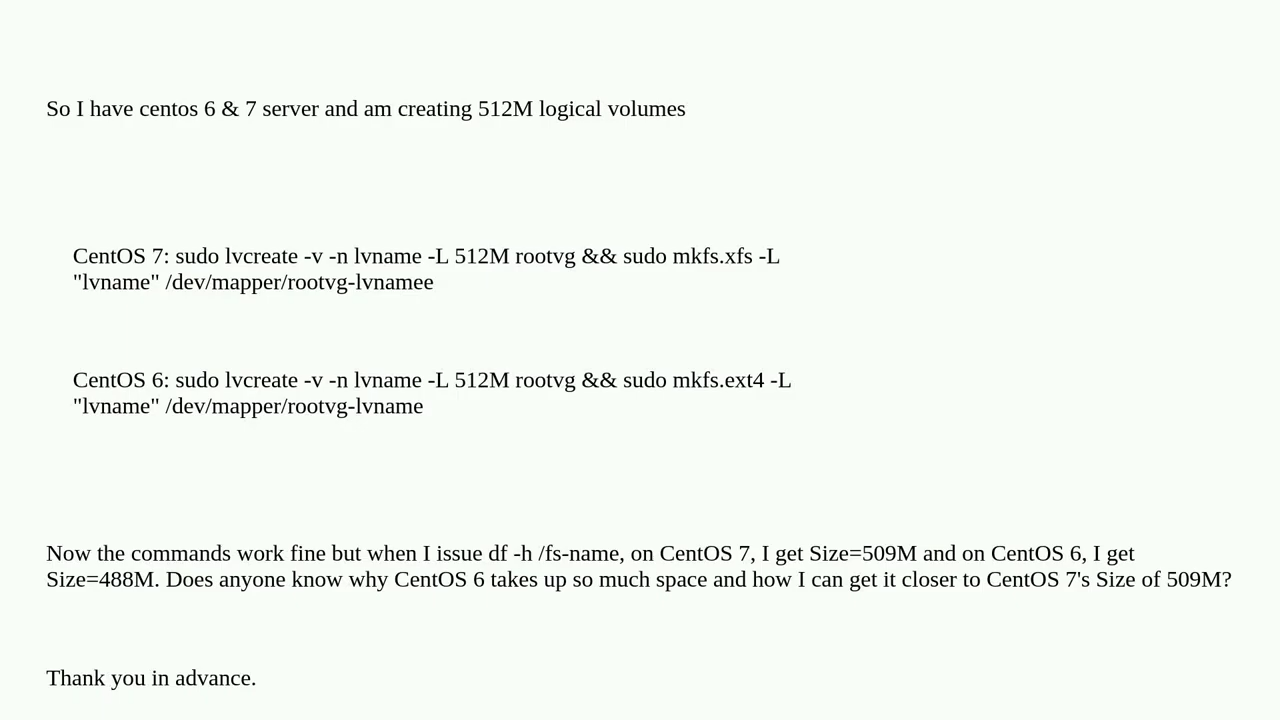 So I have centos 6 & 7 server and am creating 512M logical volumes
CentOS 7: sudo lvcreate -v -n lvname -L 512M rootvg && sudo mkfs.xfs -L
"lvname" /dev/mapper/rootvg-lvnamee
CentOS 6: sudo lvcreate -v -n lvname -L 512M rootvg && sudo mkfs.ext4 -L
"lvname" /dev/mapper/rootvg-lvname
Now the commands work fine but when I issue df -h /fs-name, on CentOS 7, I get Size=509M and on CentOS 6, I get
Size=488M. Does anyone know why CentOS 6 takes up so much space and how I can get it closer to CentOS 7's Size of 509M?
Thank you in advance.